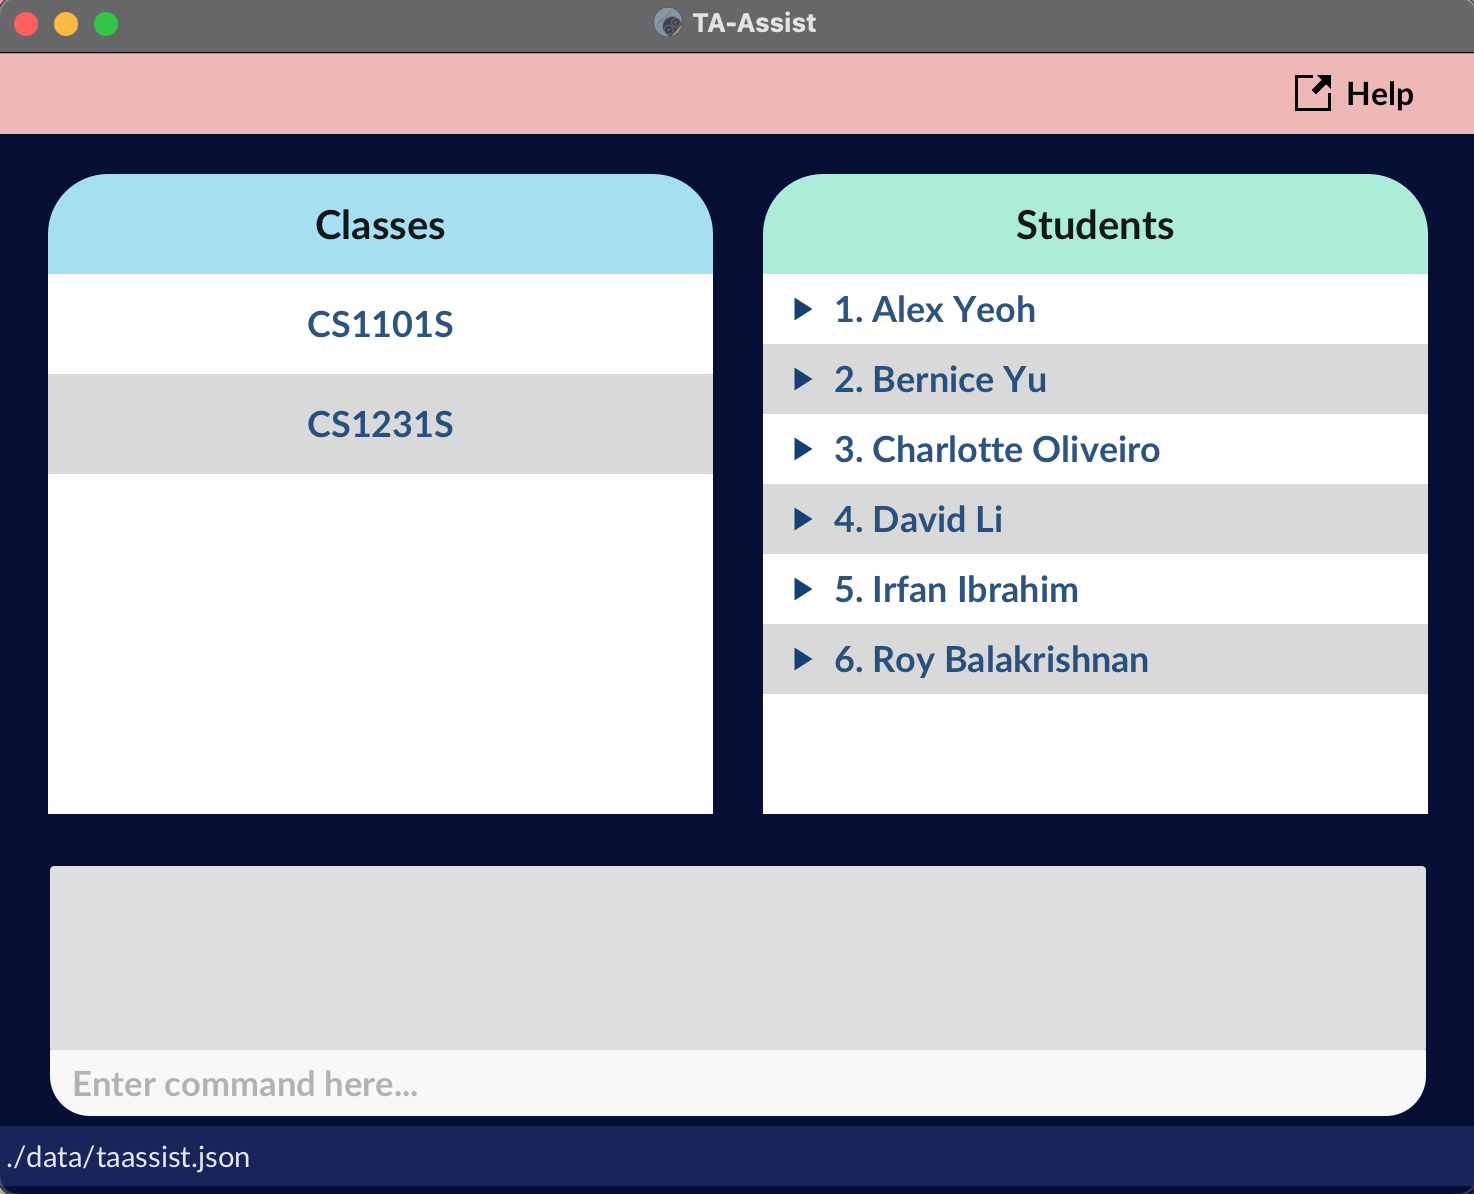 TA-Assist
Help
Classes
CS1101S
CS1231S
Students
1. Alex Yeoh
2. Bernice Yu
3. Charlotte Oliveiro
4. David Li
5. Irfan Ibrahim
6. Roy Balakrishnan
Enter command here...
./data/taassist.json